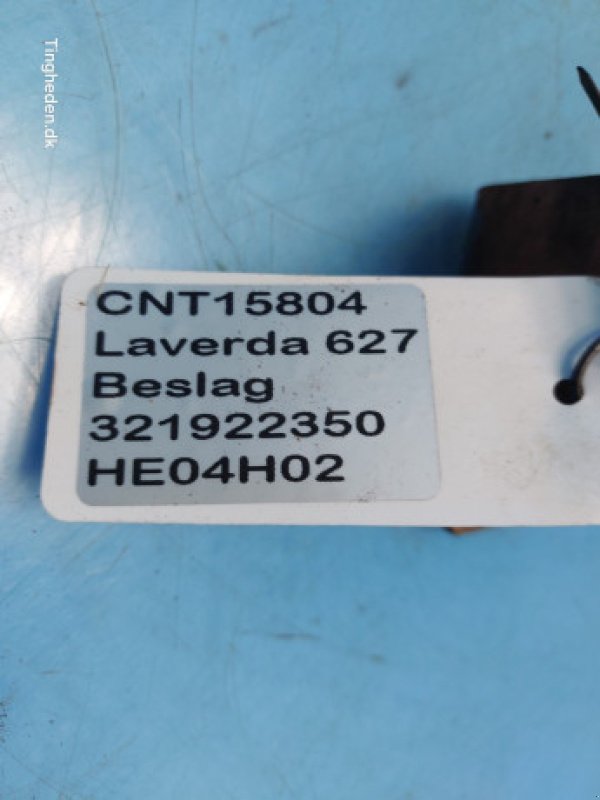 Tingheden.dk
CNT15804
Laverda 627
Beslag
321922350
HE04H02